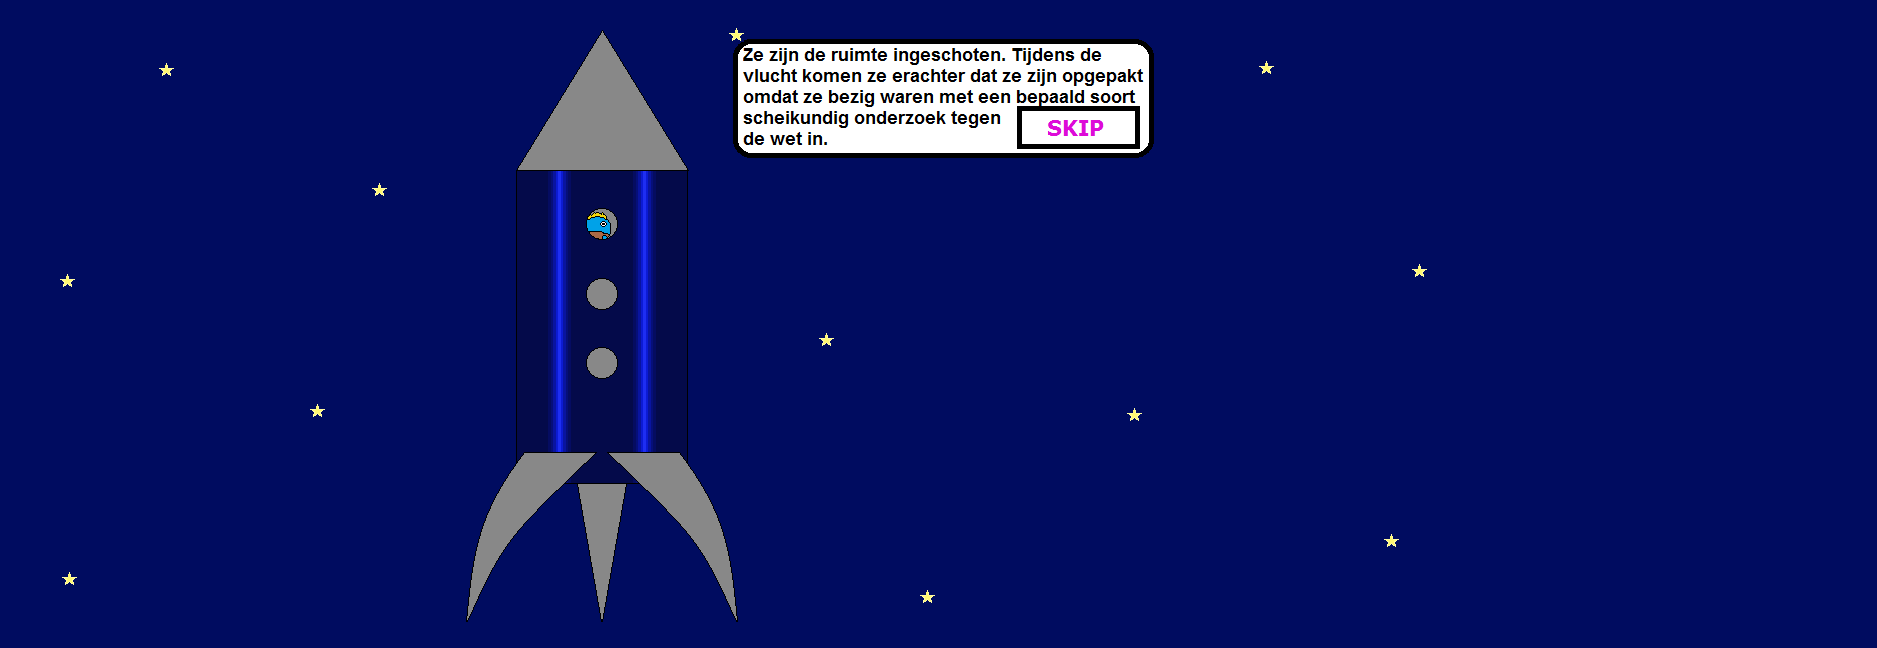 Ze zijn de ruimte ingeschoten. Tijdens de
vlucht komen ze erachter dat ze zijn opgepakt
omdat ze bezig waren met een bepaald soort
scheikundig onderzoek tegen
de wet in.
SKIP